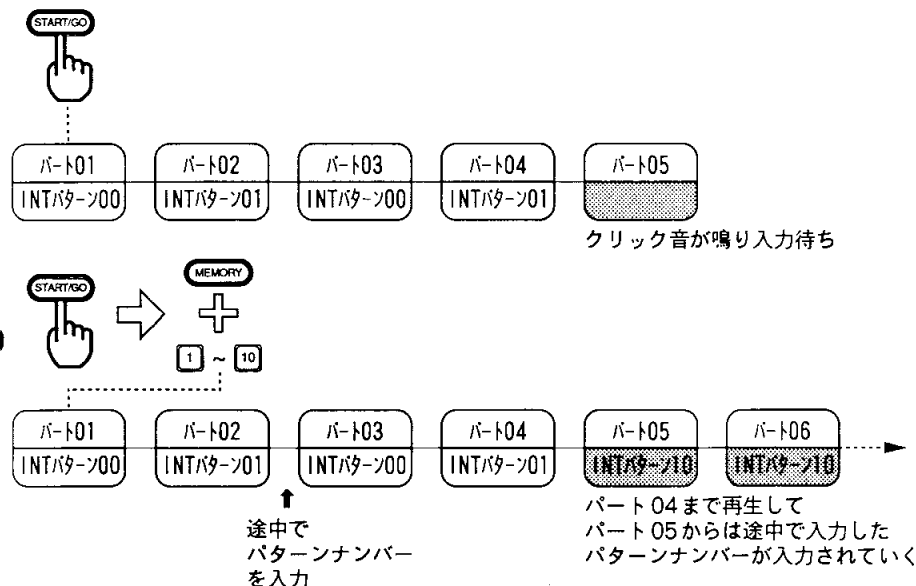 START/GO
パート01 パート02 パート03 パート04 パート05
INTパターン00 INTパターン01 INTパターン00 INTパターン01
クリック音が鳴り入力待ち
START/GO MEMORY
1 ~ 10
パート01 パート02 パート03 パート04 パート05 パート06
INTパターン00 INTパターン01 INTパターン00 INTパターン01 INTパターン10 INTパターン10
途中で
パターンナンバー
を入力
パート04まで再生して
パート05からは途中で入力した
パターンナンバーが入力されていく